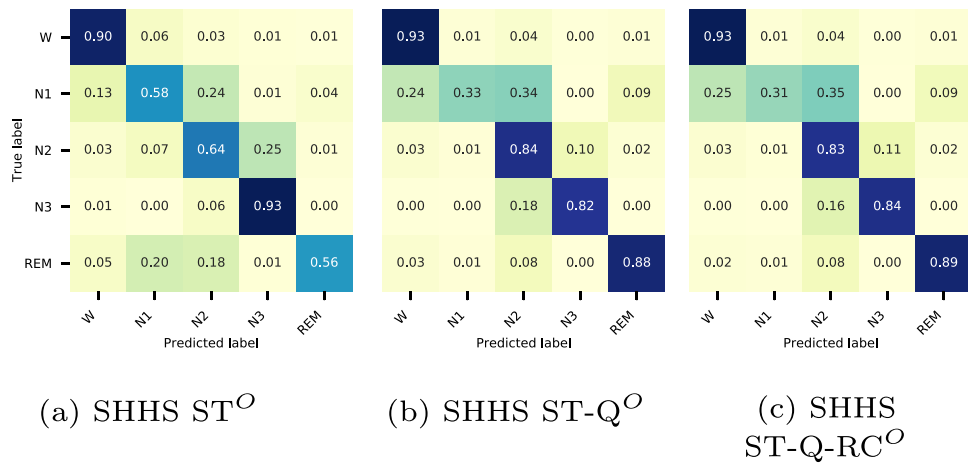 True label
W
0.90 0.06 0.03 0.01 0.01
N1
0.13 0.58 0.24 0.01 0.04
N2
0.03 0.07 0.64 0.25 0.01
N3
0.01 0.00 0.06 0.93 0.00
REM
0.05 0.20 0.18 0.01 0.56
W N1 N2 N3 REM
Predicted label
(a) SHHS ST^O
0.93 0.01 0.04 0.00 0.01
0.24 0.33 0.34 0.00 0.09
0.03 0.01 0.84 0.10 0.02
0.00 0.00 0.18 0.82 0.00
0.03 0.01 0.08 0.00 0.88
W N1 N2 N3 REM
Predicted label
(b) SHHS ST-Q^O
0.93 0.01 0.04 0.00 0.01
0.25 0.31 0.35 0.00 0.09
0.03 0.01 0.83 0.11 0.02
0.00 0.00 0.16 0.84 0.00
0.02 0.01 0.08 0.00 0.89
W N1 N2 N3 REM
Predicted label
(c) SHHS
ST-Q-RC^O